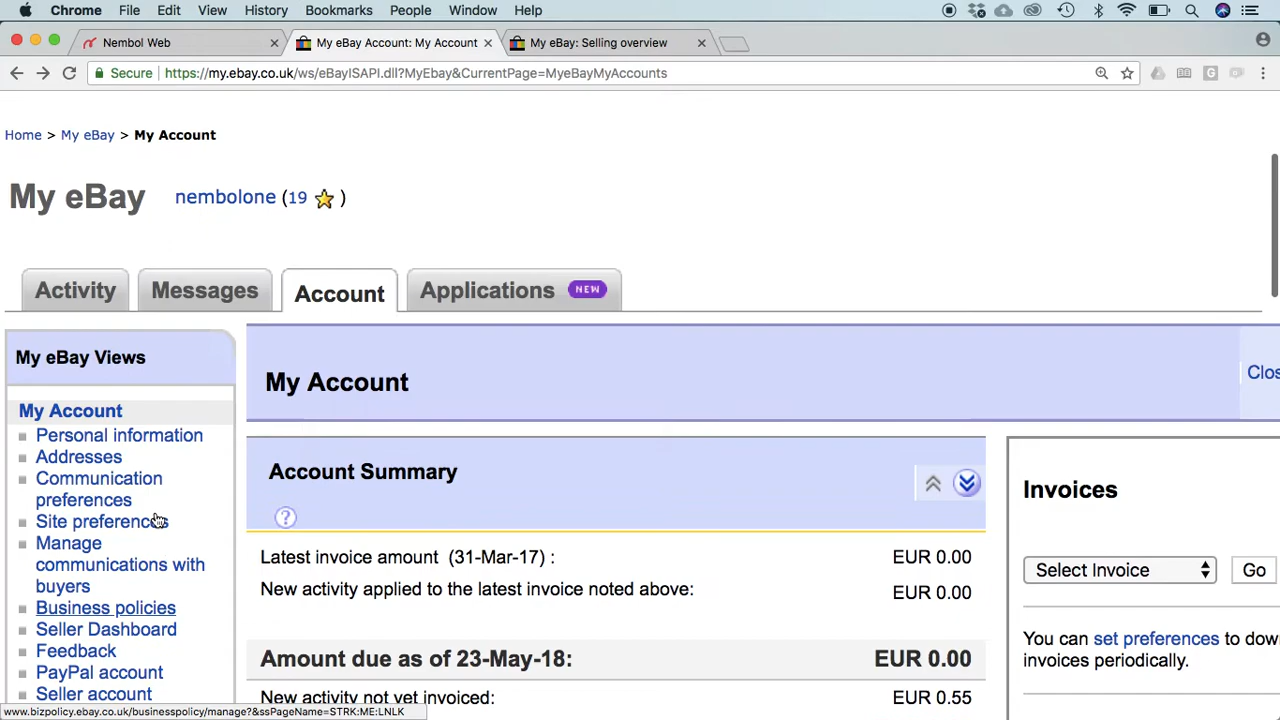 Chrome File Edit View History Bookmarks People Window Help
Nembol Web
My eBay Account: My Account
My eBay: Selling overview
Secure https://my.ebay.co.uk/ws/eBayISAPI.dll?MyEbay&CurrentPage=MyeBayMyAccounts
Home > My eBay > My Account
My eBay nembolone (19 )
Activity Messages Account Applications NEW
My eBay Views
My Account
Personal information
Addresses
Communication
preferences
Site preferences
Manage
communications with
buyers
Business policies
Seller Dashboard
Feedback
PayPal account
Seller account
My Account
Clos
Account Summary
?
Latest invoice amount (31-Mar-17) : EUR 0.00
New activity applied to the latest invoice noted above: EUR 0.00
Amount due as of 23-May-18: EUR 0.00
New activity not yet invoiced: EUR 0.55
Invoices
Select Invoice Go
You can set preferences to dow
invoices periodically.
www.bizpolicy.ebay.co.uk/businesspolicy/manage?&ssPageName=STRK:ME:LNLK